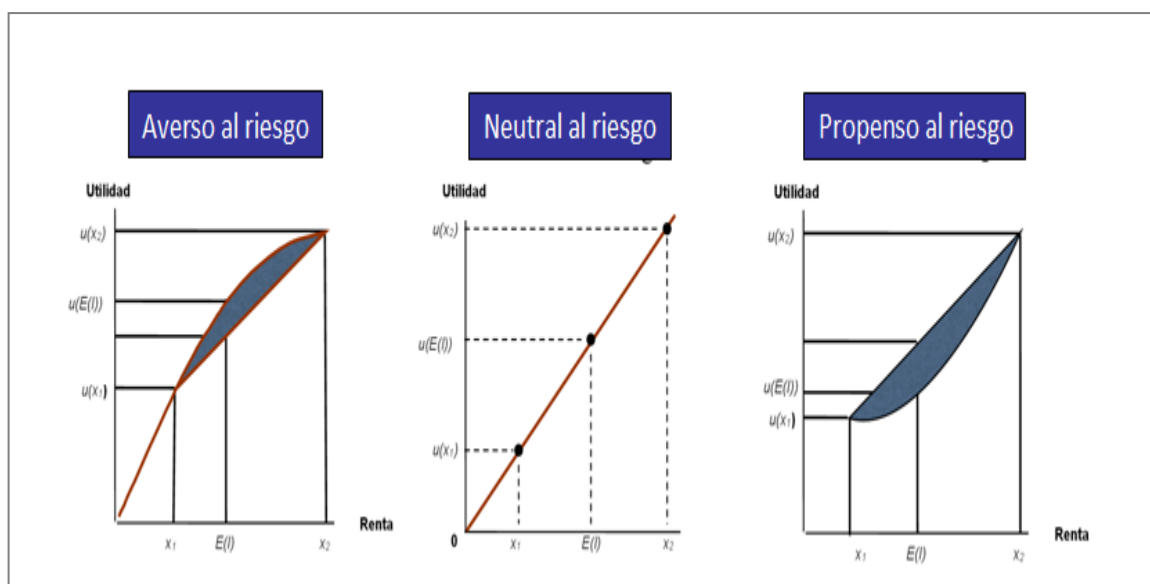 Averso al riesgo
Neutral al riesgo
Propenso al riesgo
Utilidad
u(x₂)
u(E(l))
u(x₁)
Renta
x₁
E(l)
x₂
Utilidad
u(x₂)
u(E(l))
u(x₁)
0
x₁
E(l)
x₂
Renta
Utilidad
u(x₂)
u(E(l))
u(x₁)
Renta
x₁
E(l)
x₂